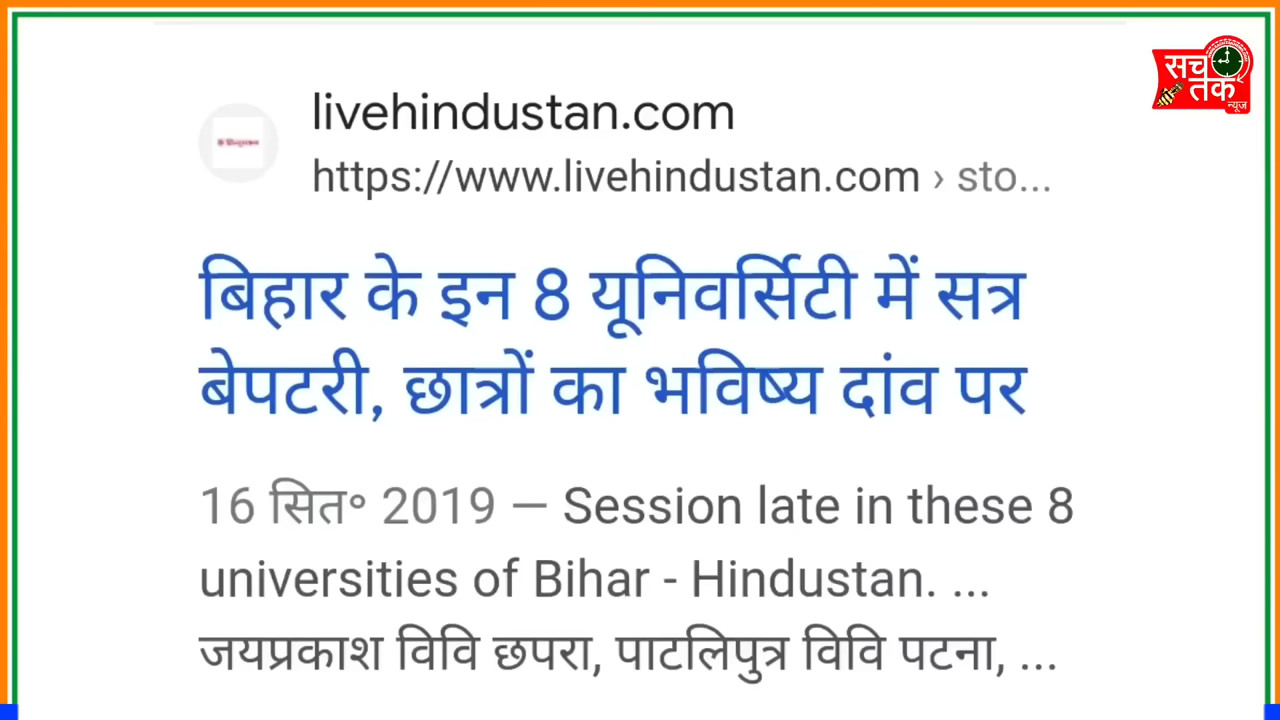 सच
तक
न्यूज
livehindustan.com
https://www.livehindustan.com › sto...
बिहार के इन 8 यूनिवर्सिटी में सत्र
बेपटरी, छात्रों का भविष्य दांव पर
16 सित॰ 2019 — Session late in these 8
universities of Bihar - Hindustan. ...
जयप्रकाश विवि छपरा, पाटलिपुत्र विवि पटना, ...